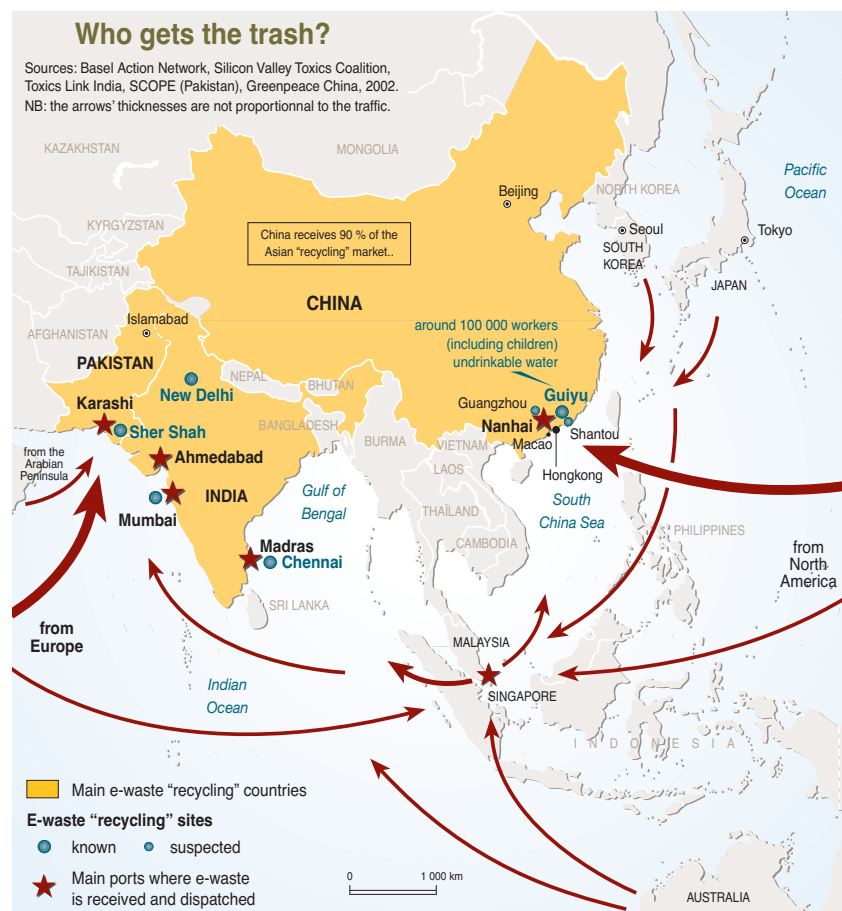 Who gets the trash?
Sources: Basel Action Network, Silicon Valley Toxics Coalition,
Toxics Link India, SCOPE (Pakistan), Greenpeace China, 2002.
NB: the arrows' thicknesses are not proportionnal to the traffic.
KAZAKHSTAN
MONGOLIA
Pacific
Ocean
Beijing
NORTH KOREA
KYRGYZSTAN
China receives 90 % of the
Asian “recycling” market..
Seoul
SOUTH
KOREA
Tokyo
TAJIKISTAN
JAPAN
CHINA
Islamabad
AFGHANISTAN
around 100 000 workers
(including children)
undrinkable water
PAKISTAN
NEPAL
BHUTAN
New Delhi
Guiyu
Karashi
Guangzhou
BANGLADESH
Nanhai
Sher Shah
Shantou
Macao
BURMA
VIETNAM
from the
Arabian
Peninsula
Ahmedabad
LAOS
Hongkong
INDIA
Gulf of
Bengal
South
China Sea
Mumbai
THAÏLAND
PHILIPPINES
CAMBODIA
Madras
Chennai
from
North
America
SRI LANKA
from
Europe
MALAYSIA
Indian
Ocean
SINGAPORE
INDONESIA
Main e-waste “recycling” countries
E-waste “recycling” sites
known
suspected
Main ports where e-waste
is received and dispatched
0
1 000 km
AUSTRALIA